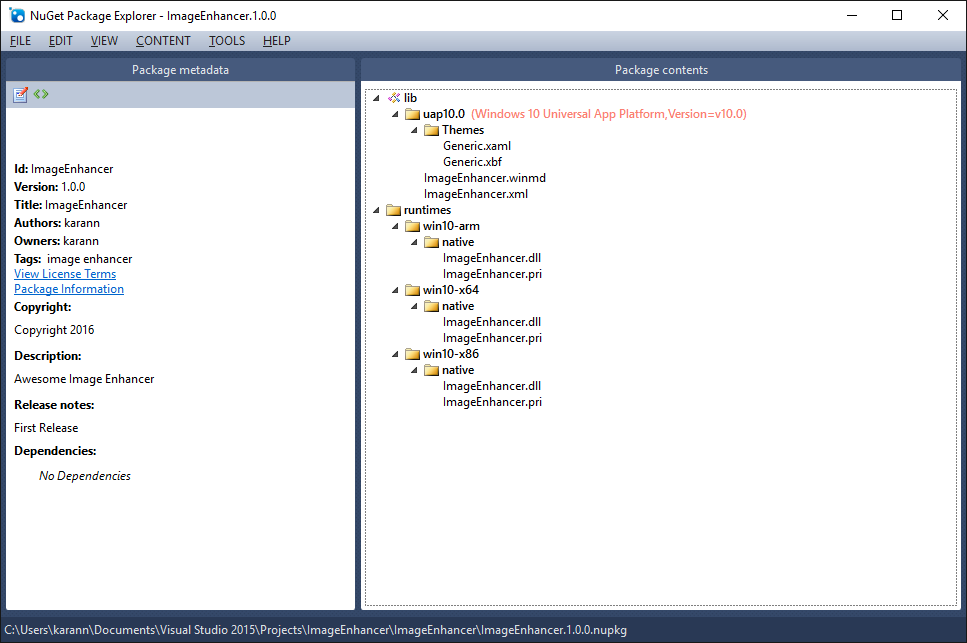 NuGet Package Explorer - ImageEnhancer.1.0.0
FILE EDIT VIEW CONTENT TOOLS HELP
Package metadata
Id: ImageEnhancer
Version: 1.0.0
Title: ImageEnhancer
Authors: karann
Owners: karann
Tags: image enhancer
View License Terms
Package Information
Copyright:
Copyright 2016
Description:
Awesome Image Enhancer
Release notes:
First Release
Dependencies:
No Dependencies
Package contents
lib
uap10.0 (Windows 10 Universal App Platform,Version=v10.0)
Themes
Generic.xaml
Generic.xbf
ImageEnhancer.winmd
ImageEnhancer.xml
runtimes
win10-arm
native
ImageEnhancer.dll
ImageEnhancer.pri
win10-x64
native
ImageEnhancer.dll
ImageEnhancer.pri
win10-x86
native
ImageEnhancer.dll
ImageEnhancer.pri
C:\Users\karann\Documents\Visual Studio 2015\Projects\ImageEnhancer\ImageEnhancer\ImageEnhancer.1.0.0.nupkg